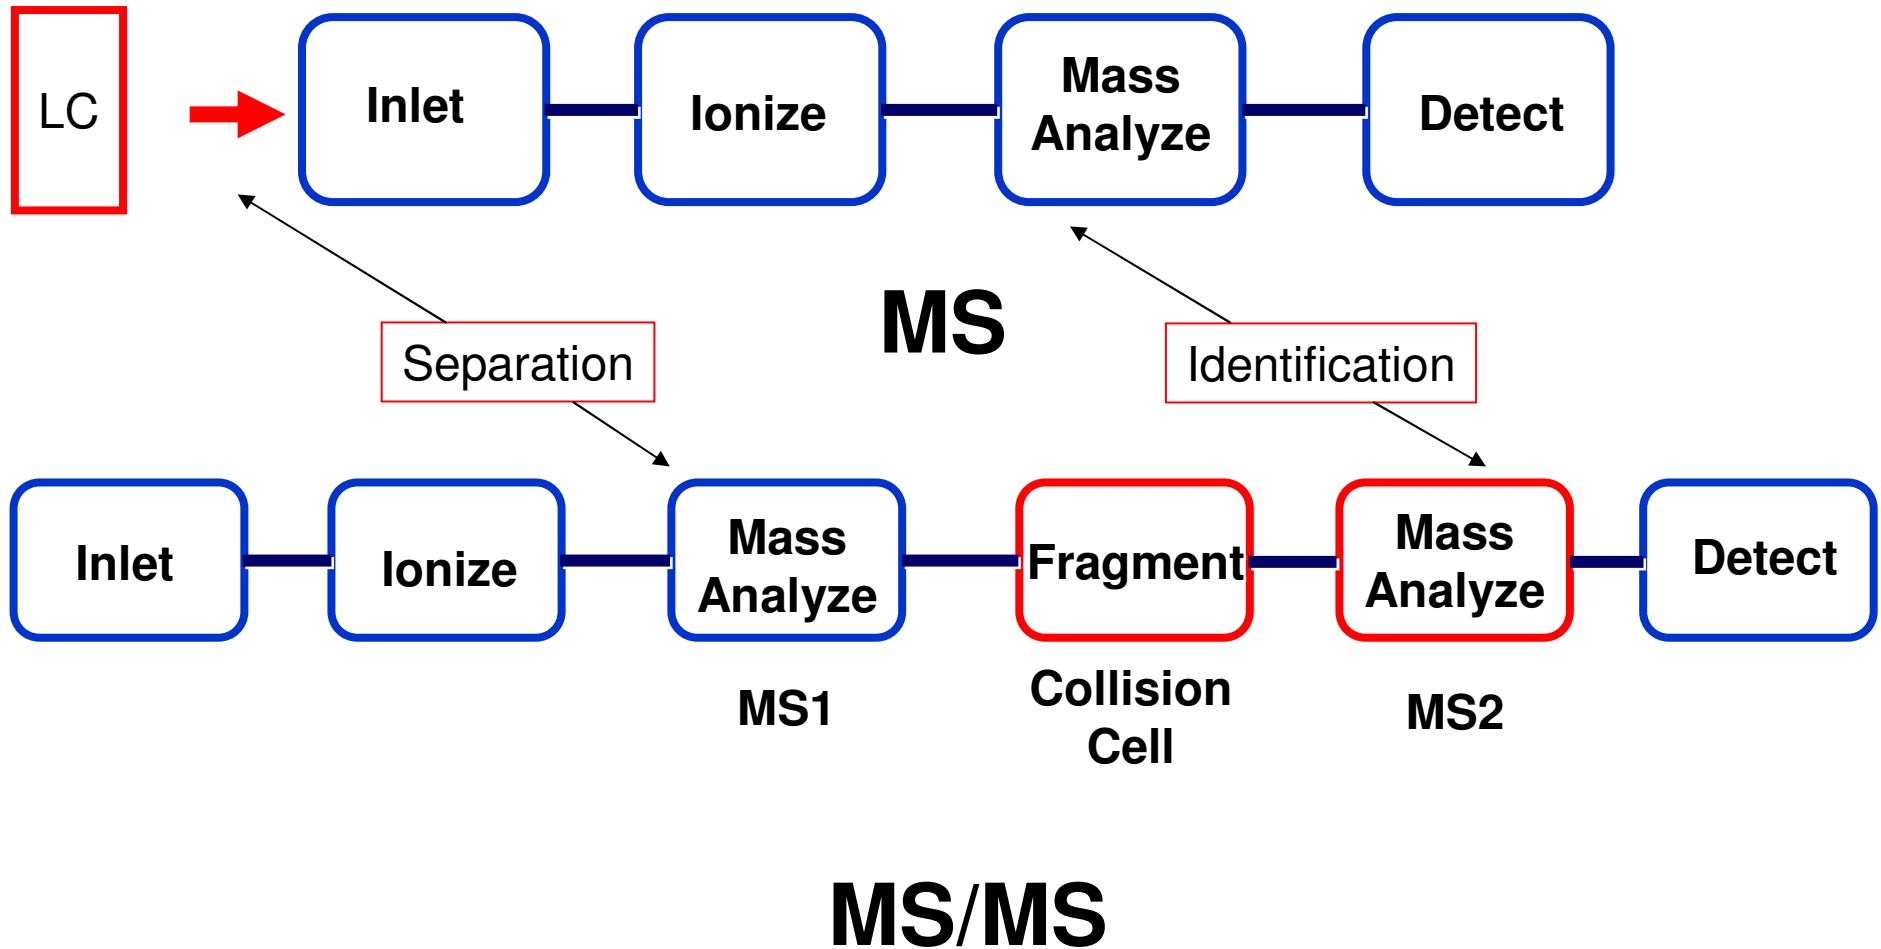 LC
Inlet
Ionize
Mass
Analyze
Detect
MS
Separation
Identification
Inlet
Ionize
Mass
Analyze
Fragment
Mass
Analyze
Detect
MS1
Collision
Cell
MS2
MS/MS